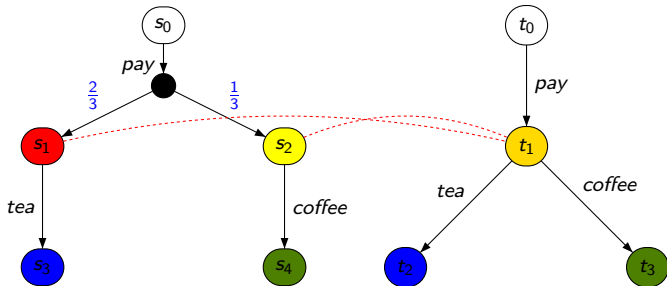 s0 t0
pay
2/3 1/3 pay
s1 s2 t1
tea coffee tea coffee
s3 s4 t2 t3